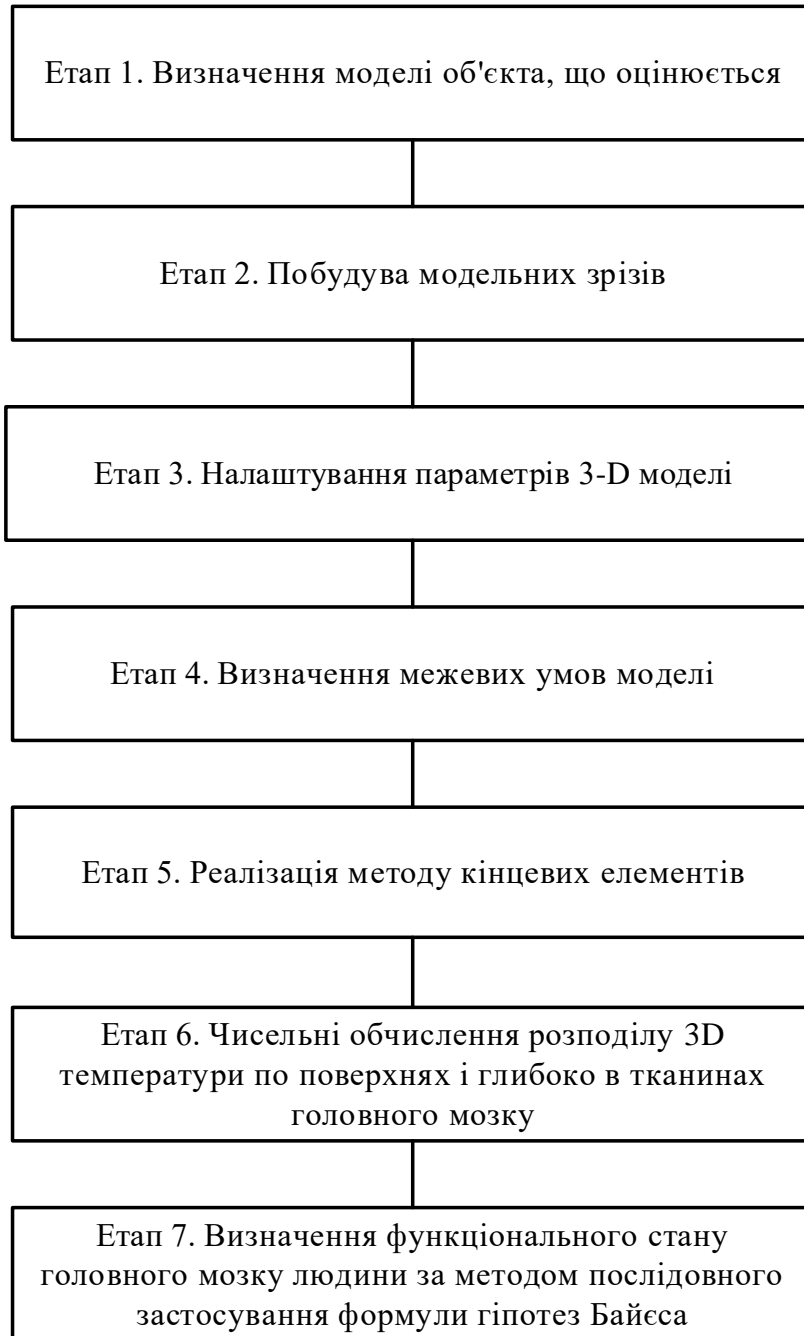 Етап 1. Визначення моделі об'єкта, що оцінюється
Етап 2. Побудува модельних зрізів
Етап 3. Налаштування параметрів 3-D моделі
Етап 4. Визначення межевих умов моделі
Етап 5. Реалізація методу кінцевих елементів
Етап 6. Чисельні обчислення розподілу 3D
температури по поверхнях і глибоко в тканинах
головного мозку
Етап 7. Визначення функціонального стану
головного мозку людини за методом послідовного
застосування формули гіпотез Байєса